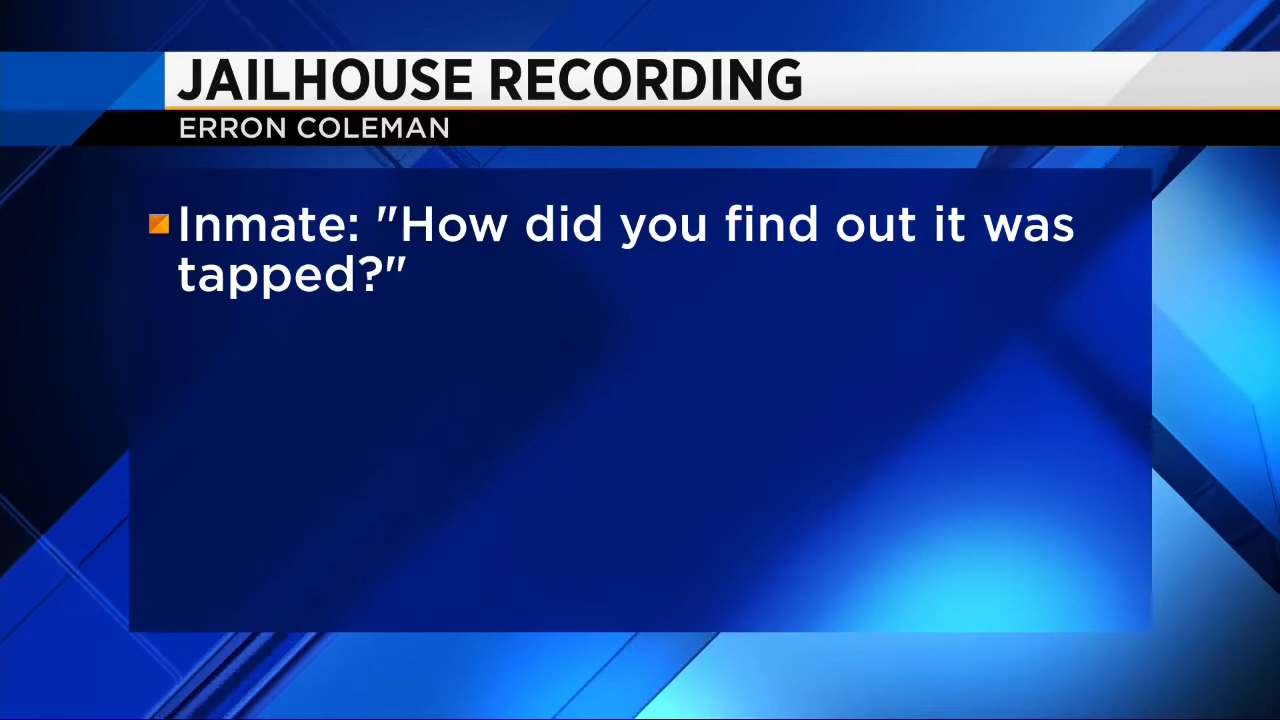 JAILHOUSE RECORDING
ERRON COLEMAN
Inmate: "How did you find out it was
tapped?"